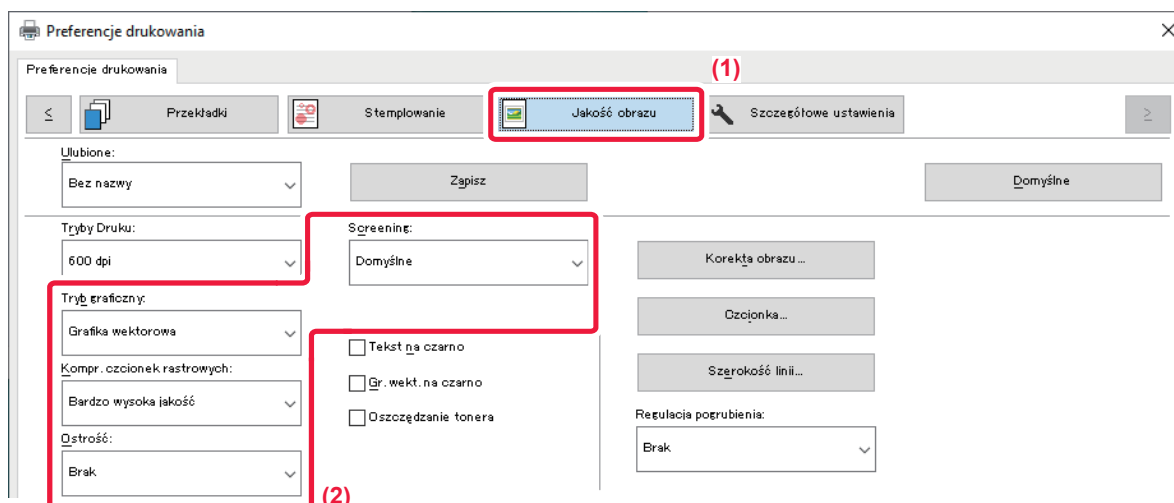 Preferencje drukowania
Preferencje drukowania
(1)
<
Przekładki
Stemplowanie
Jakość obrazu
Szczegółowe ustawienia
>
Ulubione:
Bez nazwy
Zapisz
Domyślne
Tryby Druku:
600 dpi
Screening:
Domyślne
Korekta obrazu...
Tryb graficzny:
Grafika wektorowa
Czcionka...
Tekst na czarno
Kompr. czcionek rastrowych:
Bardzo wysoka jakość
Gr. wekt. na czarno
Szerokość linii...
Oszczędzanie tonera
Regulacja pogrubienia:
Brak
Ostrość:
Brak
(2)